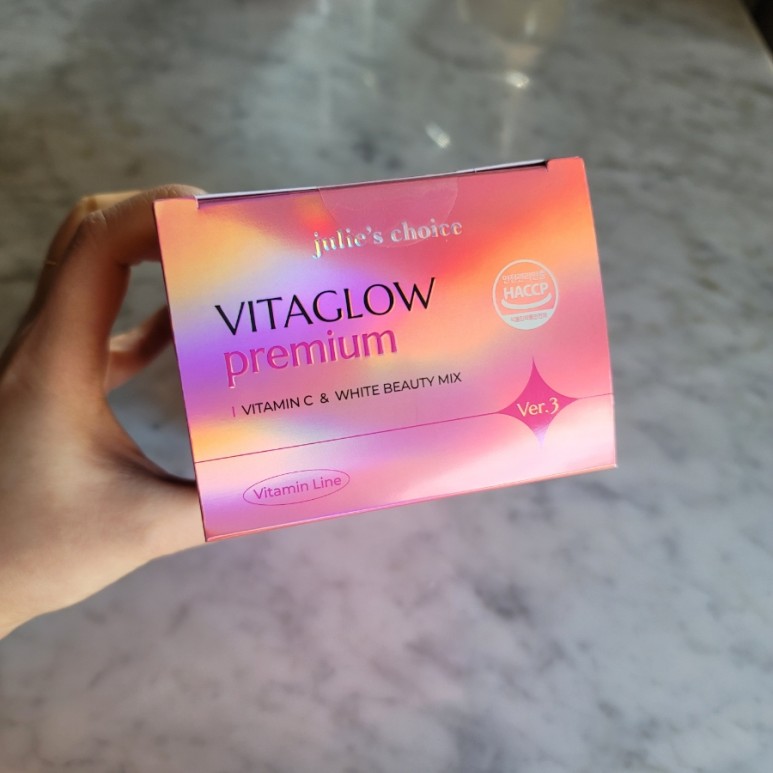 julie's choice
VITAGLOW
premium
HACCP
VITAMIN C & WHITE BEAUTY MIX
Ver.3
Vitamin Line